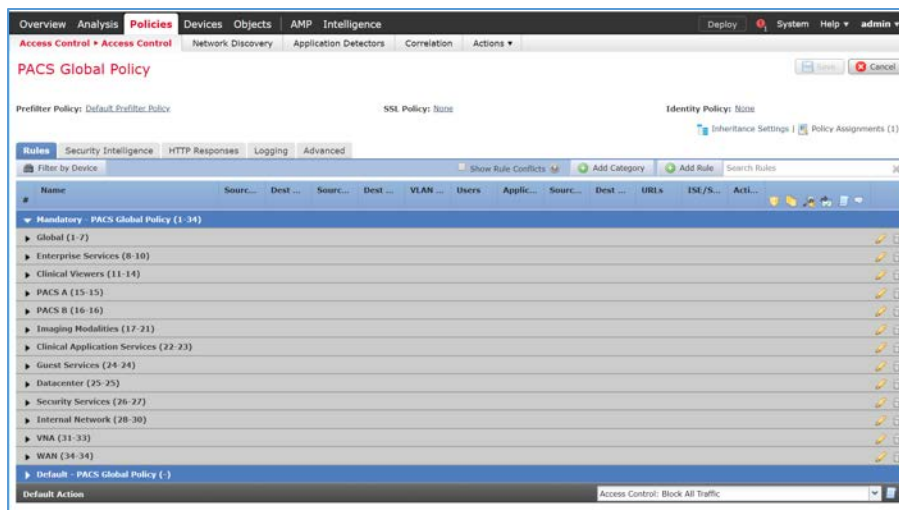 Overview Analysis Policies Devices Objects AMP Intelligence Deploy System Help admin
Access Control ▸ Access Control Network Discovery Application Detectors Correlation Actions
PACS Global Policy Save Cancel
Prefilter Policy: Default Prefilter Policy SSL Policy: None Identity Policy: None
Inheritance Settings | Policy Assignments (1)
Rules Security Intelligence HTTP Responses Logging Advanced
Filter by Device Show Rule Conflicts Add Category Add Rule Search Rules
# Name Sourc... Dest ... Sourc... Dest ... VLAN ... Users Applic... Sourc... Dest ... URLs ISE/S... Acti...
Mandatory - PACS Global Policy (1-34)
Global (1-7)
Enterprise Services (8-10)
Clinical Viewers (11-14)
PACS A (15-15)
PACS B (16-16)
Imaging Modalities (17-21)
Clinical Application Services (22-23)
Guest Services (24-24)
Datacenter (25-25)
Security Services (26-27)
Internal Network (28-30)
VNA (31-33)
WAN (34-34)
Default - PACS Global Policy (-)
Default Action Access Control: Block All Traffic